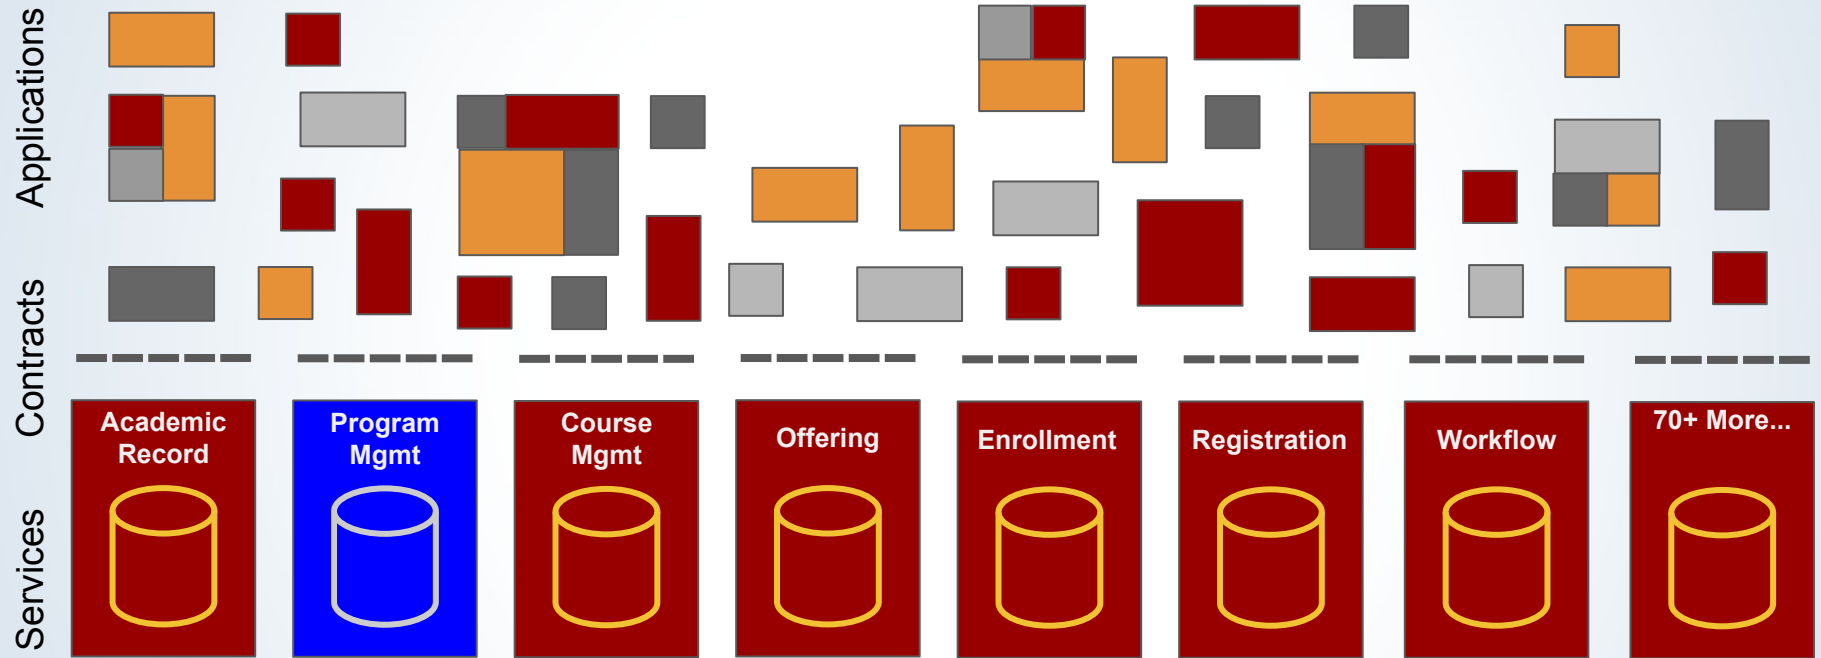 Applications
Contracts
Services
Academic
Record
Program
Mgmt
Course
Mgmt
Offering
Enrollment
Registration
Workflow
70+ More...